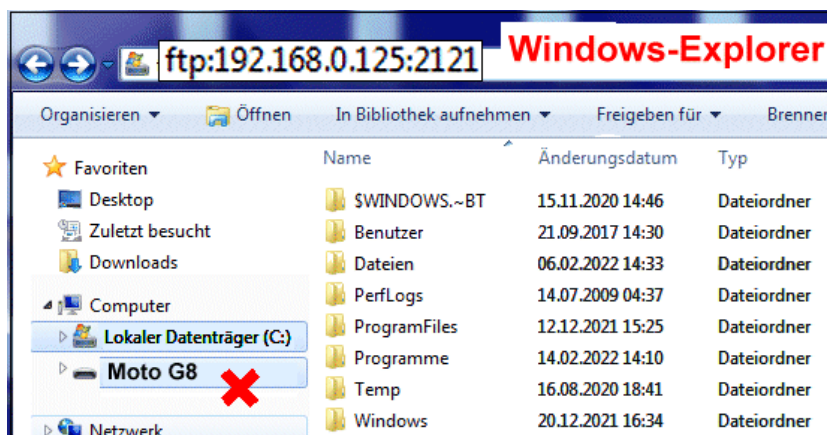 Windows-Explorer
ftp:192.168.0.125:2121
Organisieren Öffnen In Bibliothek aufnehmen Freigeben für Brennen
Favoriten
Desktop
Zuletzt besucht
Downloads
Computer
Lokaler Datenträger (C:)
Moto G8
Netzwerk
Name Änderungsdatum Typ
$WINDOWS.~BT 15.11.2020 14:46 Dateiordner
Benutzer 21.09.2017 14:30 Dateiordner
Dateien 06.02.2022 14:33 Dateiordner
PerfLogs 14.07.2009 04:37 Dateiordner
ProgramFiles 12.12.2021 15:25 Dateiordner
Programme 14.02.2022 14:10 Dateiordner
Temp 16.08.2020 18:41 Dateiordner
Windows 20.12.2021 16:34 Dateiordner